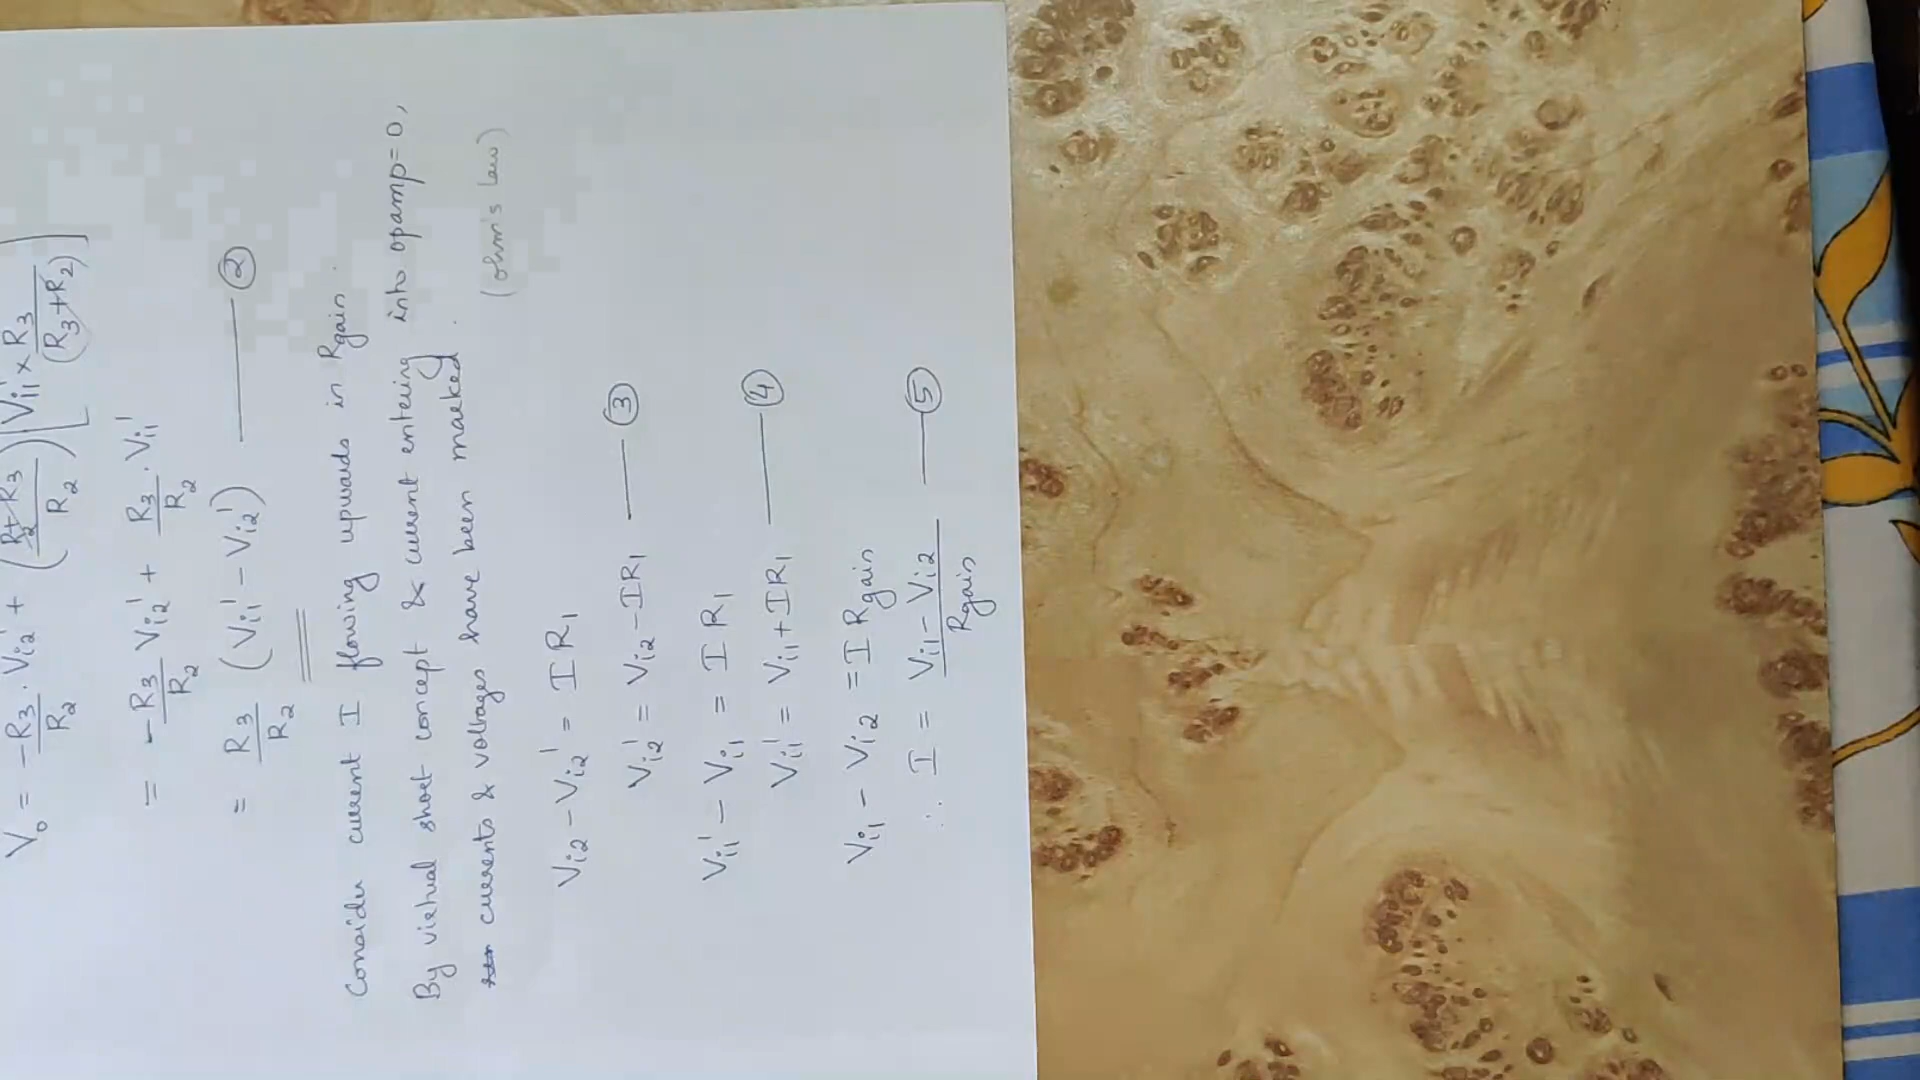 V₀ = -R₃/R₂ · Vi₂' + (R₂+R₃/R₂) [Vi₁' × R₃/(R₃+R₂)]
= -R₃/R₂ Vi₂' + R₃/R₂ · Vi₁'
= R₃/R₂ (Vi₁' - Vi₂') —— ②
Consider current I flowing upwards in Rgain.
By virtual short concept & current entering into opamp=0,
currents & voltages have been marked. (ohm's law)
Vi₂ - Vi₂' = IR₁
Vi₂' = Vi₂ - IR₁ —— ③
Vi₁' - Vi₁ = IR₁
Vi₁' = Vi₁ + IR₁ —— ④
Vi₁ - Vi₂ = I Rgain
∴ I = Vi₁ - Vi₂/Rgain —— ⑤